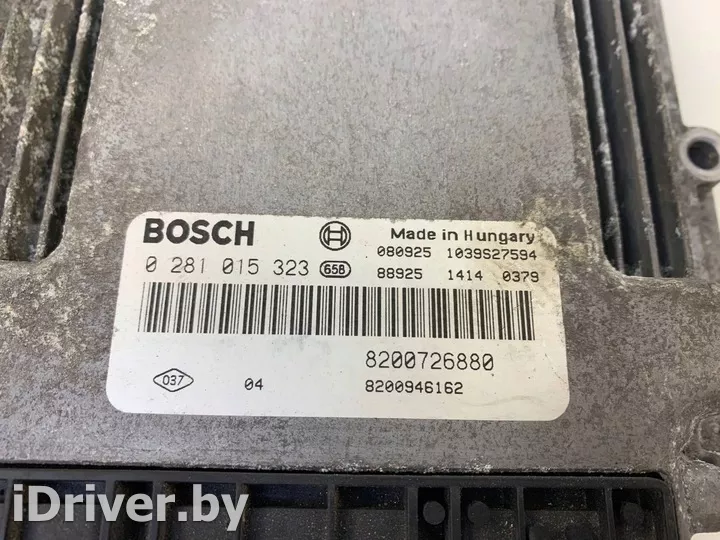 BOSCH
Made in Hungary
080925 1039S27594
0 281 015 323 658
88925 1414 0379
8200726880
037 04
8200946162
iDriver.by